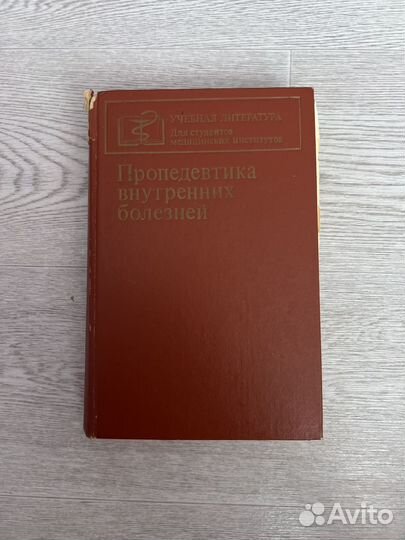 УЧЕБНАЯ ЛИТЕРАТУРА
Для студентов
медицинских институтов
Пропедевтика
внутренних
болезней
Avito